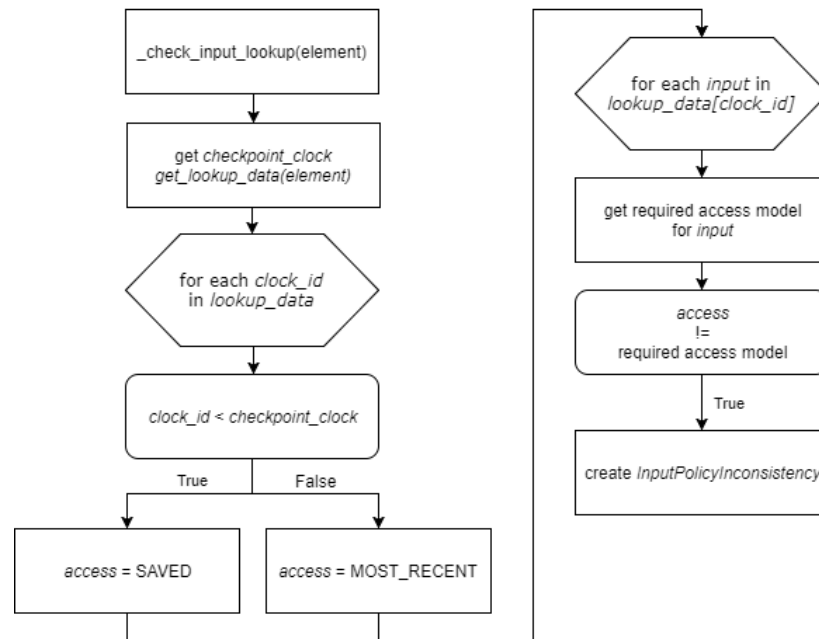 _check_input_lookup(element)
get checkpoint_clock
get_lookup_data(element)
for each clock_id
in lookup_data
clock_id < checkpoint_clock
True
False
access = SAVED
access = MOST_RECENT
for each input in
lookup_data[clock_id]
get required access model
for input
access
!=
required access model
True
create InputPolicyInconsistency